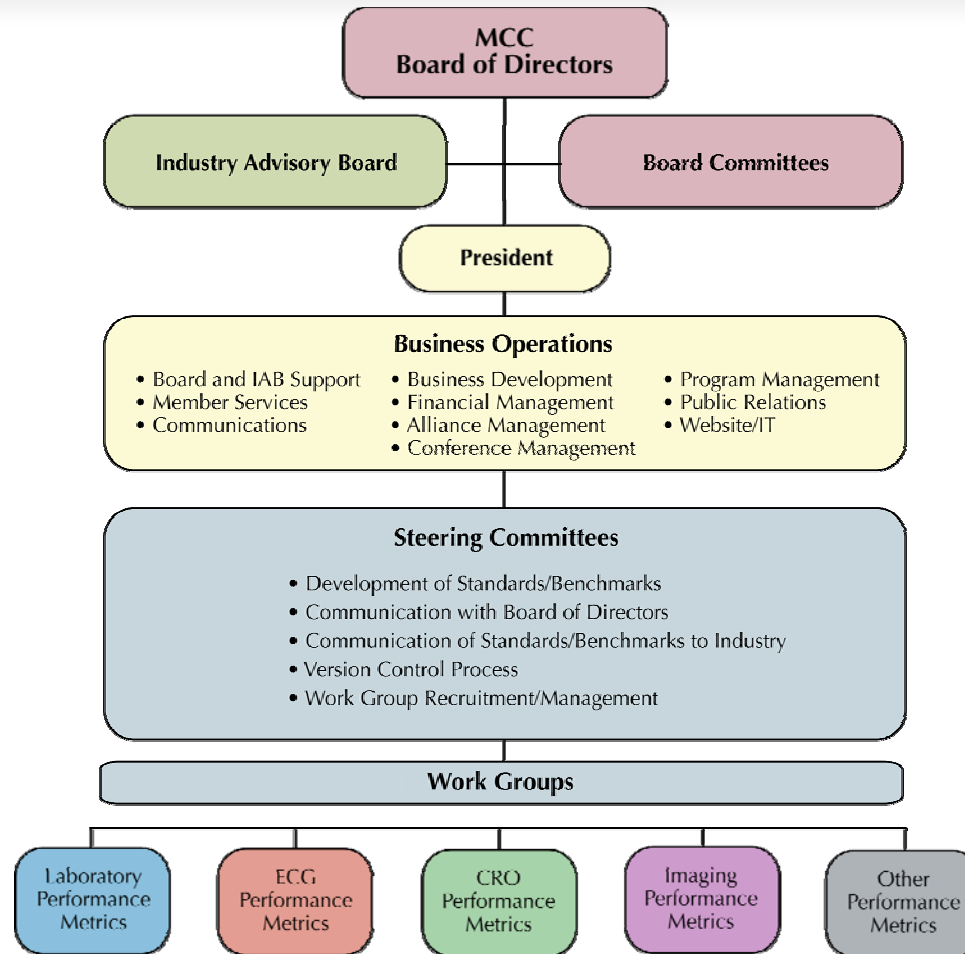 MCC
Board of Directors
Industry Advisory Board
Board Committees
President
Business Operations
• Board and IAB Support
• Member Services
• Communications
• Business Development
• Financial Management
• Alliance Management
• Conference Management
• Program Management
• Public Relations
• Website/IT
Steering Committees
• Development of Standards/Benchmarks
• Communication with Board of Directors
• Communication of Standards/Benchmarks to Industry
• Version Control Process
• Work Group Recruitment/Management
Work Groups
Laboratory
Performance
Metrics
ECG
Performance
Metrics
CRO
Performance
Metrics
Imaging
Performance
Metrics
Other
Performance
Metrics